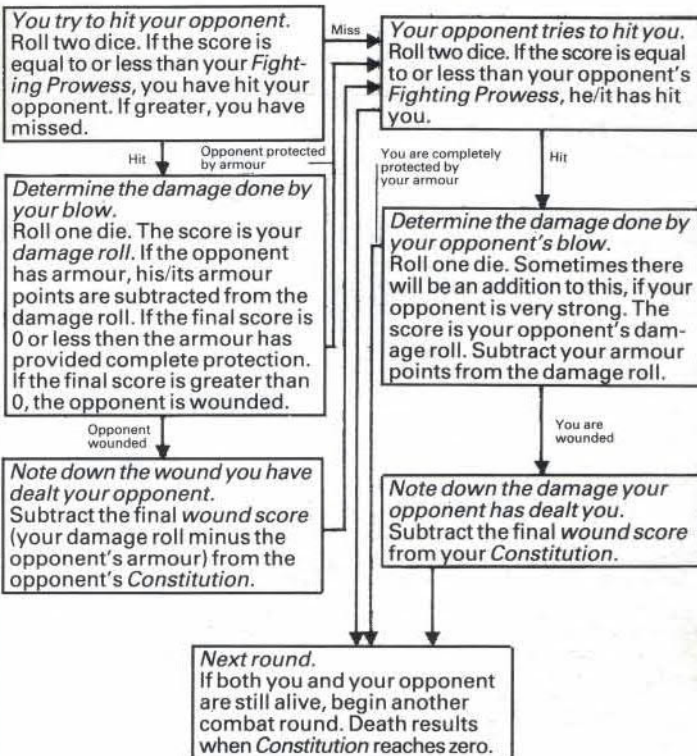 You try to hit your opponent.
Roll two dice. If the score is
equal to or less than your Fight-
ing Prowess, you have hit your
opponent. If greater, you have
missed.
Miss
Your opponent tries to hit you.
Roll two dice. If the score is equal
to or less than your opponent's
Fighting Prowess, he/it has hit
you.
Hit
Opponent protected
by armour
You are completely
protected by
your armour
Hit
Determine the damage done by
your blow.
Roll one die. The score is your
damage roll. If the opponent
has armour, his/its armour
points are subtracted from the
damage roll. If the final score is
0 or less then the armour has
provided complete protection.
If the final score is greater than
0, the opponent is wounded.
Determine the damage done by
your opponent's blow.
Roll one die. Sometimes there
will be an addition to this, if your
opponent is very strong. The
score is your opponent's dam-
age roll. Subtract your armour
points from the damage roll.
Opponent
wounded
You are
wounded
Note down the wound you have
dealt your opponent.
Subtract the final wound score
(your damage roll minus the
opponent's armour) from the
opponent's Constitution.
Note down the damage your
opponent has dealt you.
Subtract the final wound score
from your Constitution.
Next round.
If both you and your opponent
are still alive, begin another
combat round. Death results
when Constitution reaches zero.